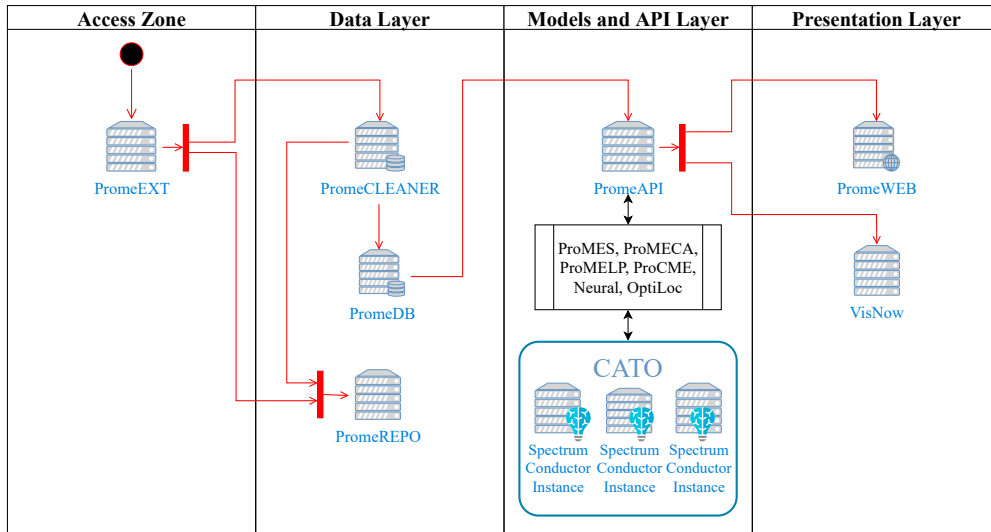 Access Zone
Data Layer
Models and API Layer
Presentation Layer
PromeEXT
PromeCLEANER
PromeAPI
PromeWEB
ProMES, ProMECA,
ProMELP, ProCME,
Neural, OptiLoc
PromeDB
VisNow
CATO
PromeREPO
Spectrum
Conductor
Instance
Spectrum
Conductor
Instance
Spectrum
Conductor
Instance